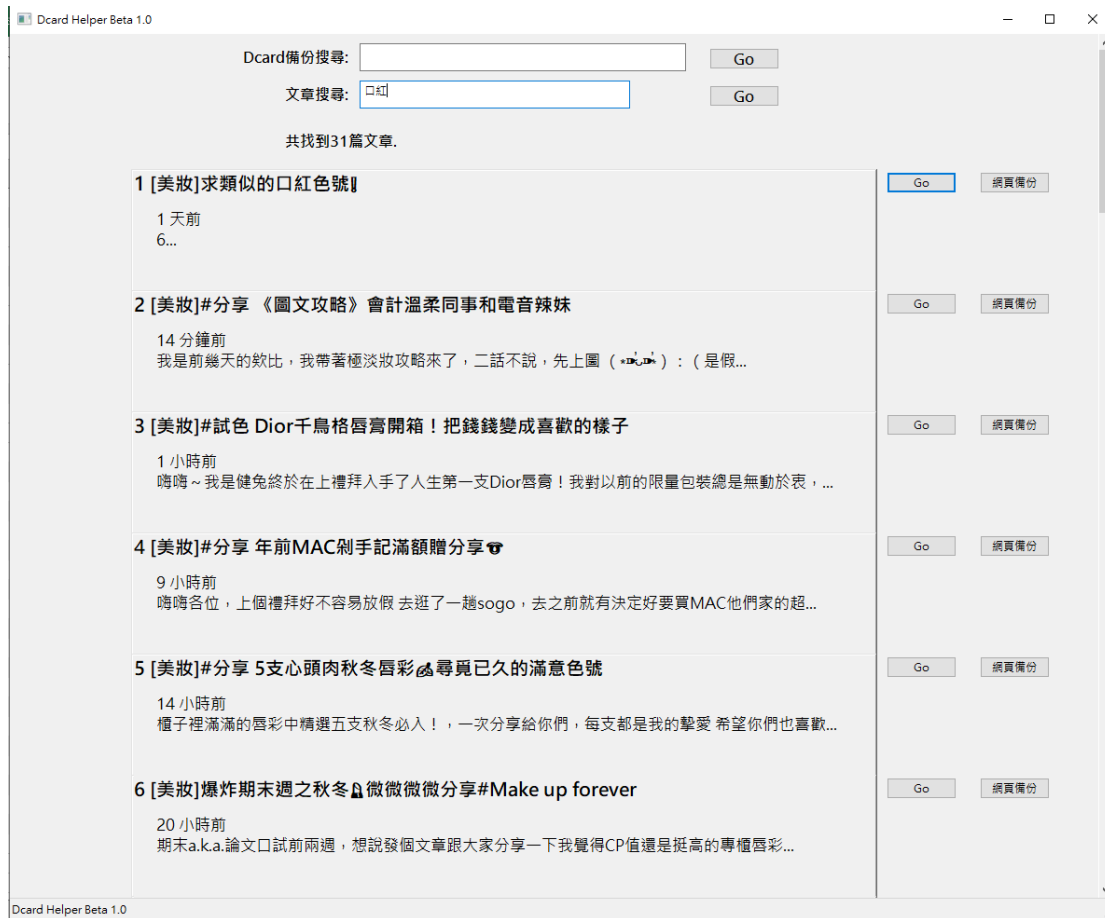 Dcard Helper Beta 1.0
Dcard備份搜尋:
Go
文章搜尋: 口紅
Go
共找到31篇文章.
1 [美妝]求類似的口紅色號‼
Go
網頁備份
1 天前
6...
2 [美妝]#分享 《圖文攻略》會計溫柔同事和電音辣妹
Go
網頁備份
14 分鐘前
我是前幾天的欸比，我帶著極淡妝攻略來了，二話不說，先上圖（ ）:（是假...
3 [美妝]#試色 Dior千鳥格唇膏開箱！把錢錢變成喜歡的樣子
Go
網頁備份
1 小時前
嗨嗨～我是健兔終於在上禮拜入手了人生第一支Dior唇膏！我對以前的限量包裝總是無動於衷，...
4 [美妝]#分享 年前MAC剁手記滿額贈分享
Go
網頁備份
9 小時前
嗨嗨各位，上個禮拜好不容易放假 去逛了一趟sogo，去之前就有決定好要買MAC他們家的超...
5 [美妝]#分享 5支心頭肉秋冬唇彩尋覓已久的滿意色號
Go
網頁備份
14 小時前
櫃子裡滿滿的唇彩中精選五支秋冬必入！，一次分享給你們，每支都是我的摯愛 希望你們也喜歡...
6 [美妝]爆炸期末週之秋冬微微微微分享#Make up forever
Go
網頁備份
20 小時前
期末a.k.a.論文口試前兩週，想說發個文章跟大家分享一下我覺得CP值還是挺高的專櫃唇彩...
Dcard Helper Beta 1.0